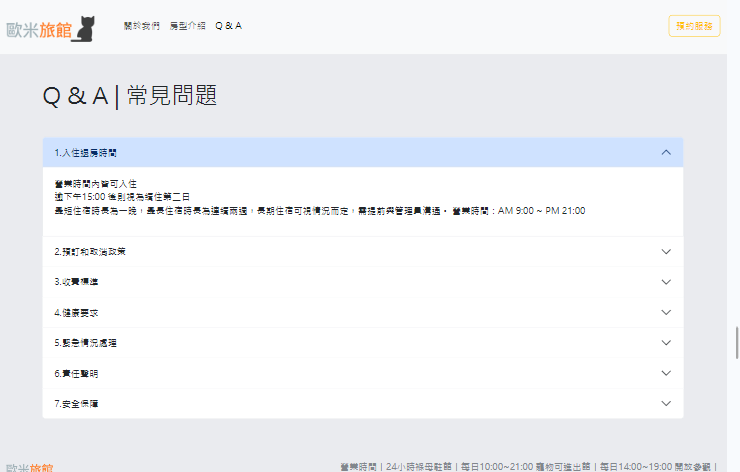 歐米旅館
關於我們 房型介紹 Q & A
預約服務
Q & A | 常見問題
1.入住退房時間
營業時間內皆可入住
逾下午15:00 後則視為續住第二日
最短住宿時長為一晚，最長住宿時長為連續兩週，長期住宿可視情況而定，需提前與管理員溝通。 營業時間：AM 9:00 ~ PM 21:00
2.預訂和取消政策
3.收費標準
4.健康要求
5.緊急情況處理
6.責任聲明
7.安全保障
歐米旅館
營業時間 | 24小時褓母駐館 | 每日10:00~21:00 寵物可進出館 | 每日14:00~19:00 開放參觀 |